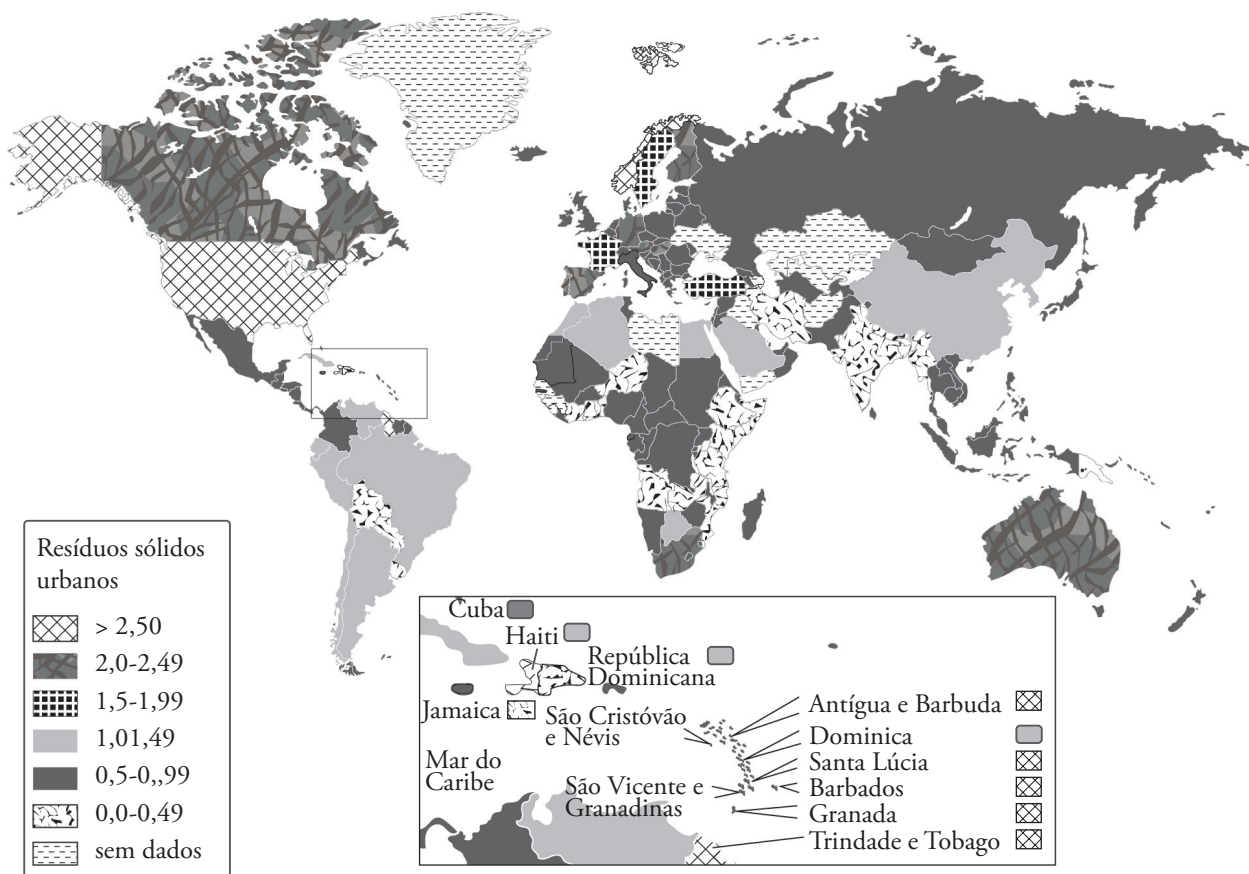 Resíduos sólidos
urbanos
> 2,50
2,0-2,49
1,5-1,99
1,01,49
0,5-0,,99
0,0-0,49
sem dados
Cuba
Haiti
República
Dominicana
Jamaica
São Cristóvão
e Névis
Mar do
Caribe
São Vicente e
Granadinas
Antígua e Barbuda
Dominica
Santa Lúcia
Barbados
Granada
Trindade e Tobago